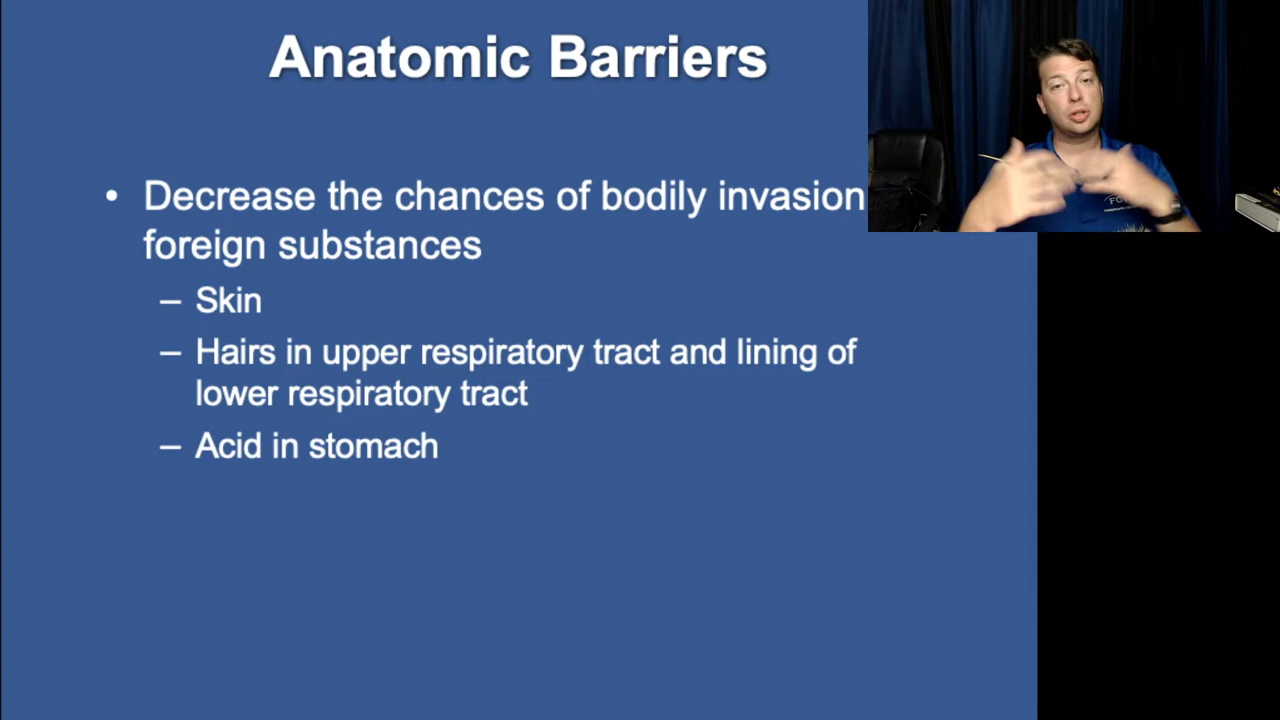 Anatomic Barriers
• Decrease the chances of bodily invasion
foreign substances
– Skin
– Hairs in upper respiratory tract and lining of
lower respiratory tract
– Acid in stomach